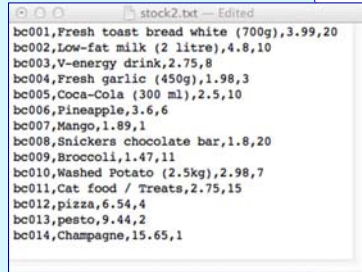 stock2.txt — Edited
bc001,Fresh toast bread white (700g),3.99,20
bc002,Low-fat milk (2 litre),4.8,10
bc003,V-energy drink,2.75,8
bc004,Fresh garlic (450g),1.98,3
bc005,Coca-Cola (300 ml),2.5,10
bc006,Pineapple,3.6,6
bc007,Mango,1.89,1
bc008,Snickers chocolate bar,1.8,20
bc009,Broccoli,1.47,11
bc010,Washed Potato (2.5kg),2.98,7
bc011,Cat food / Treats,2.75,15
bc012,pizza,6.54,4
bc013,pesto,9.44,2
bc014,Champagne,15.65,1